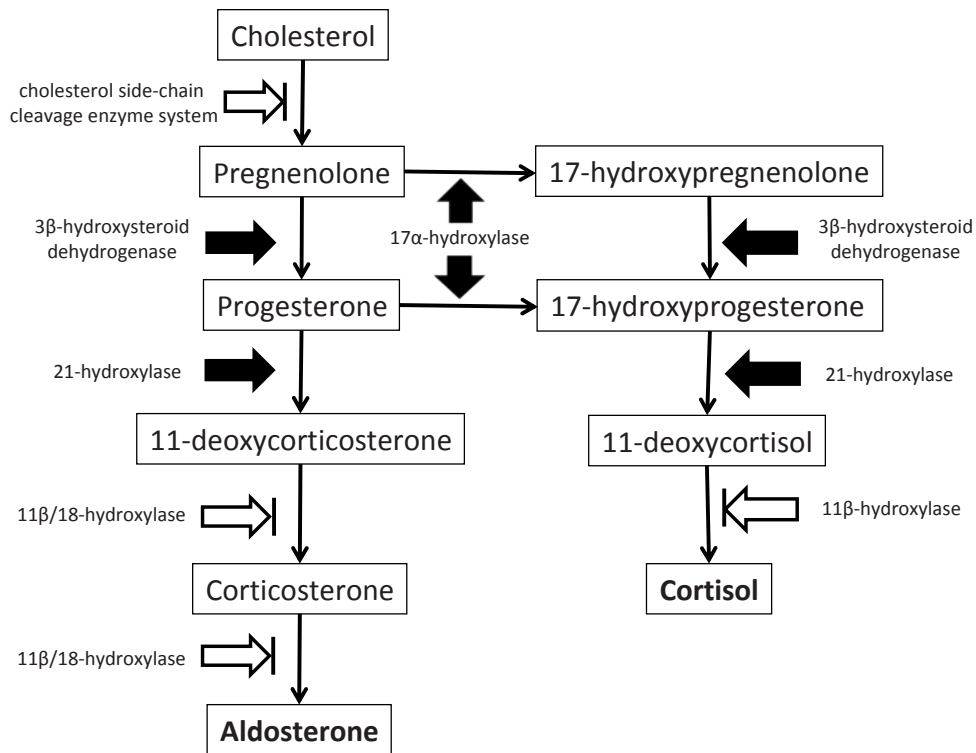 Cholesterol
cholesterol side-chain
cleavage enzyme system
Pregnenolone
17-hydroxypregnenolone
3β-hydroxysteroid
dehydrogenase
17α-hydroxylase
3β-hydroxysteroid
dehydrogenase
Progesterone
17-hydroxyprogesterone
21-hydroxylase
21-hydroxylase
11-deoxycorticosterone
11-deoxycortisol
11β/18-hydroxylase
11β-hydroxylase
Corticosterone
Cortisol
11β/18-hydroxylase
Aldosterone